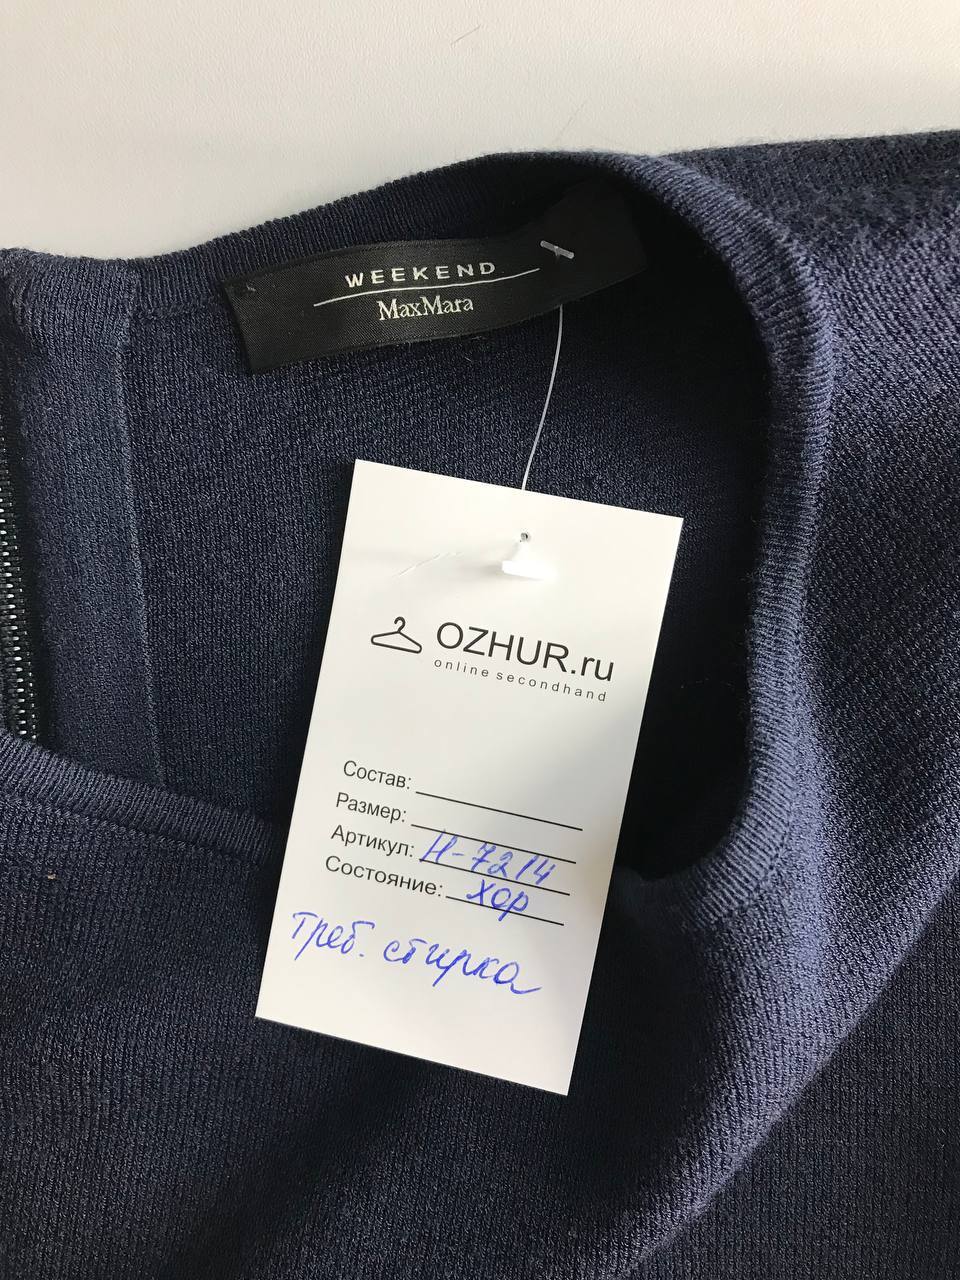 WEEKEND
MaxMara
OZHUR.ru
online secondhand
Состав:
Размер:
Артикул: Н-7214
Состояние: хор
треб. стирка